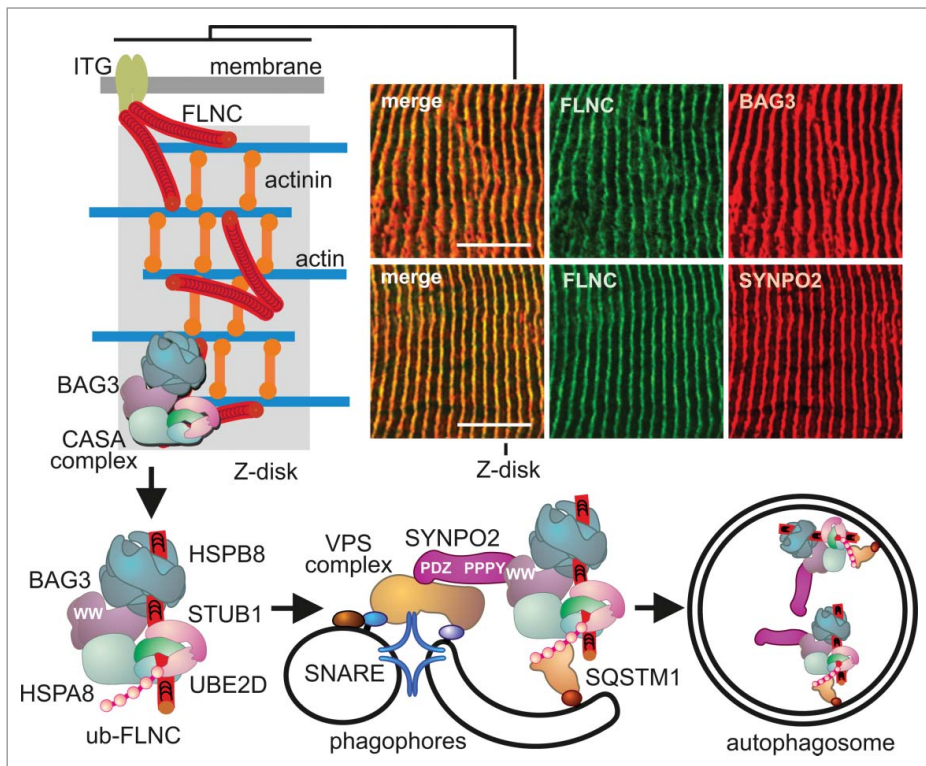 ITG
membrane
FLNC
actinin
actin
BAG3
CASA
complex
Z-disk
merge
FLNC
BAG3
merge
FLNC
SYNPO2
Z-disk
BAG3
WW
HSPB8
STUB1
HSPA8
UBE2D
ub-FLNC
VPS
complex
SYNPO2
PDZ PPPY
WW
SNARE
SQSTM1
phagophores
autophagosome